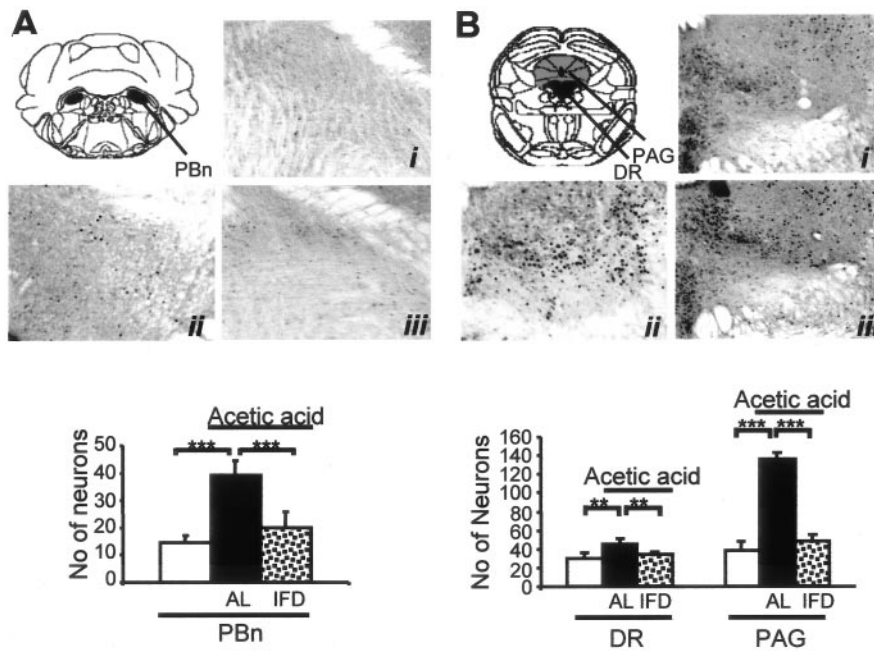 A
PBn
i
ii
iii
Acetic acid
*** ***
No of neurons
50
40
30
20
10
0
AL IFD
PBn
B
PAG
DR
i
ii
Acetic acid
*** ***
Acetic acid
** **
No of Neurons
160
140
120
100
80
60
40
20
0
AL IFD AL IFD
DR PAG